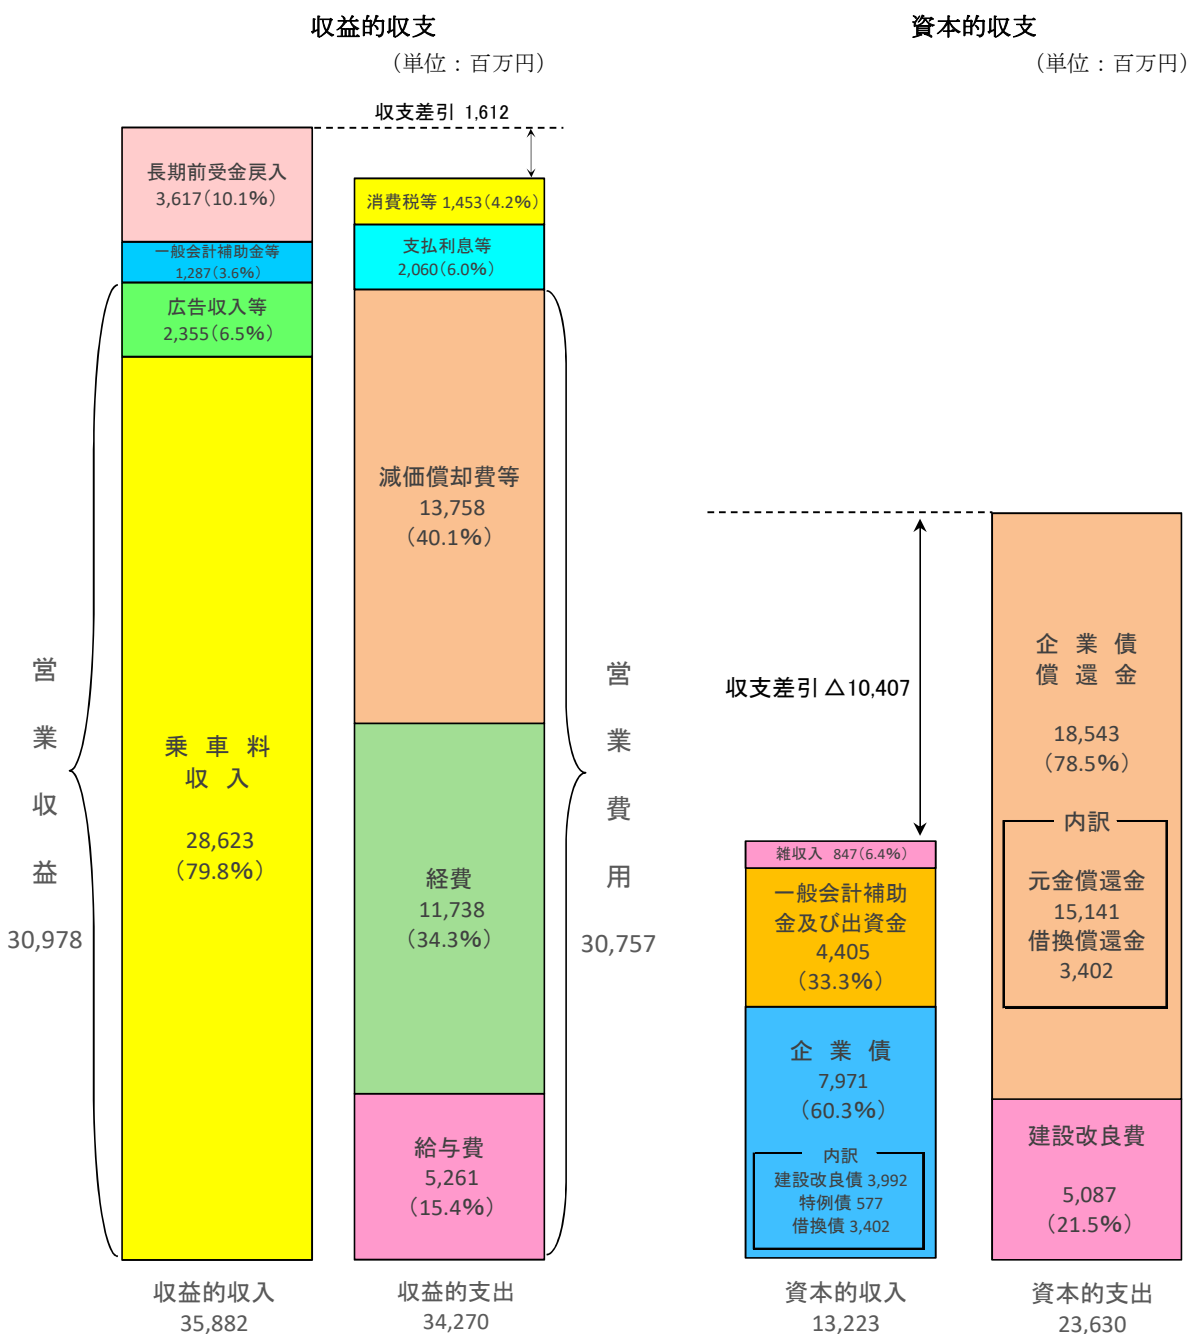 収益的収支
（単位：百万円）
収支差引 1,612
長期前受金戻入
3,617(10.1%)
一般会計補助金等
1,287(3.6%)
広告収入等
2,355(6.5%)
乗車料
収入
28,623
(79.8%)
営業収益
30,978
収益的収入
35,882
消費税等 1,453(4.2%)
支払利息等
2,060(6.0%)
減価償却費等
13,758
(40.1%)
経費
11,738
(34.3%)
給与費
5,261
(15.4%)
営業費用
30,757
収益的支出
34,270
資本的収支
（単位：百万円）
収支差引 △10,407
雑収入 847(6.4%)
一般会計補助
金及び出資金
4,405
(33.3%)
企業債
7,971
(60.3%)
内訳
建設改良債 3,992
特例債 577
借換債 3,402
資本的収入
13,223
企業債
償還金
18,543
(78.5%)
内訳
元金償還金
15,141
借換償還金
3,402
建設改良費
5,087
(21.5%)
資本的支出
23,630